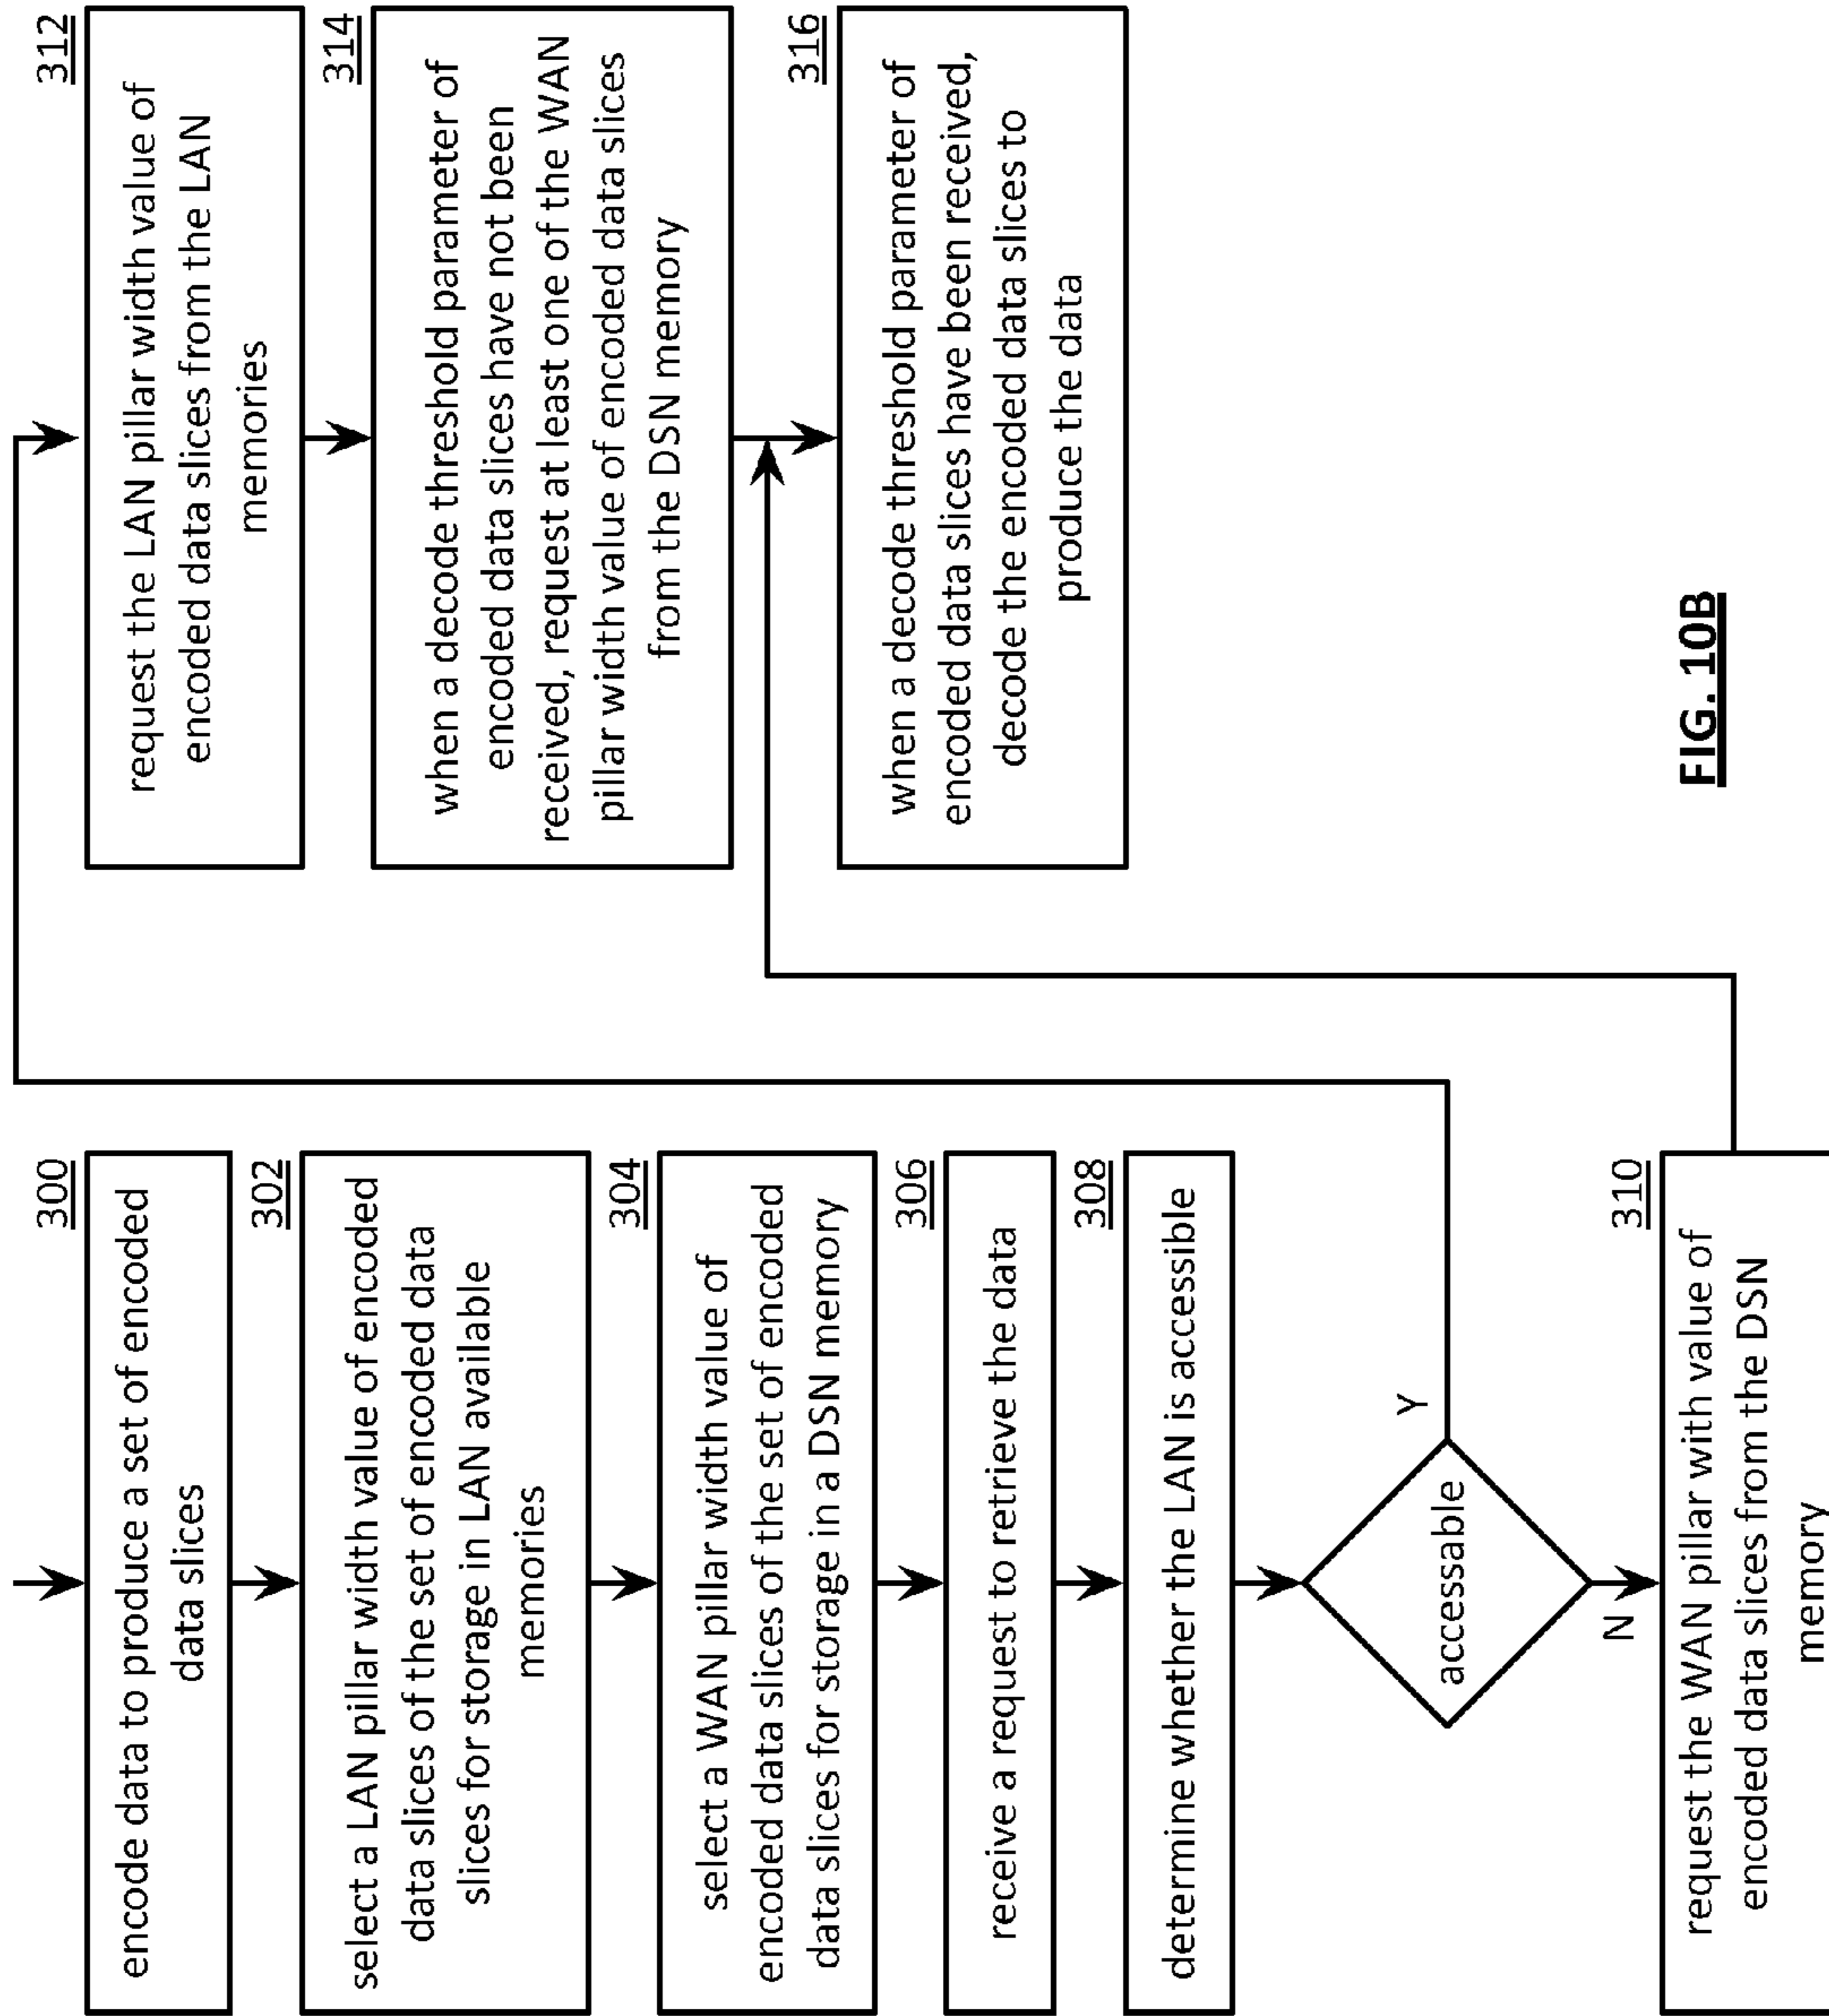 300
encode data to produce a set of encoded
data slices
302
select a LAN pillar width value of encoded
data slices of the set of encoded data
slices for storage in LAN available
memories
304
select a WAN pillar width value of
encoded data slices of the set of encoded
data slices for storage in a DSN memory
306
receive a request to retrieve the data
308
determine whether the LAN is accessible
accessable
Y
N
310
request the WAN pillar with value of
encoded data slices from the DSN
memory
312
request the LAN pillar width value of
encoded data slices from the LAN
memories
314
when a decode threshold parameter of
encoded data slices have not been
received, request at least one of the WAN
pillar width value of encoded data slices
from the DSN memory
316
when a decode threshold parameter of
encoded data slices have been received,
decode the encoded data slices to
produce the data
FIG. 10B